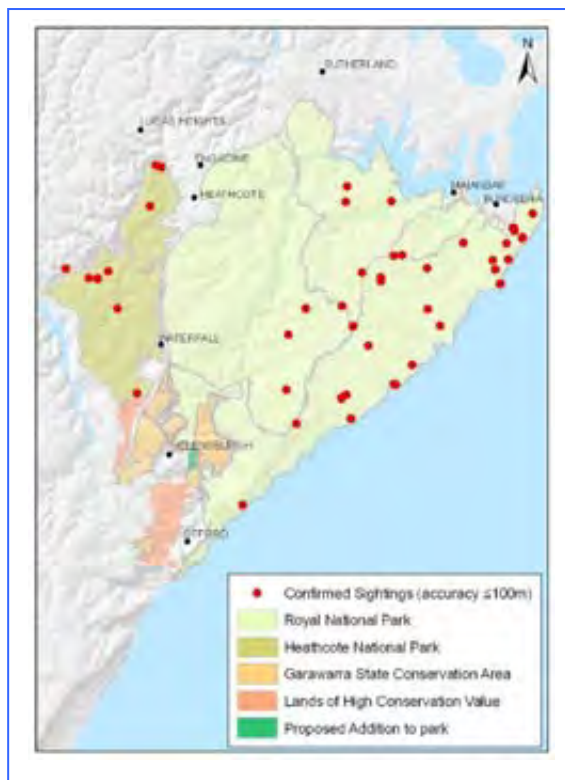 N
SUTHERLAND
LUCAS HEIGHTS
ENGADINE
HEATHCOTE
MAIANBAR
BUNDEENA
WATERFALL
OTFORD
Confirmed Sightings (accuracy ≤100m)
Royal National Park
Heathcote National Park
Garawarra State Conservation Area
Lands of High Conservation Value
Proposed Addition to park